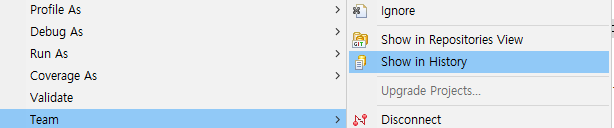 Profile As
Debug As
Run As
Coverage As
Validate
Team
Ignore
GIT
Show in Repositories View
Show in History
Upgrade Projects...
Disconnect